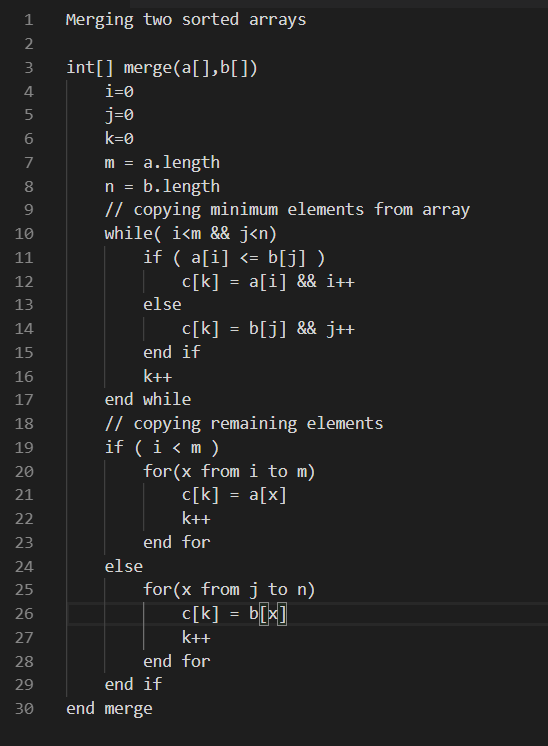 1 Merging two sorted arrays
2
3 int[] merge(a[],b[])
4     i=0
5     j=0
6     k=0
7     m = a.length
8     n = b.length
9     // copying minimum elements from array
10     while( i<m && j<n)
11         if ( a[i] <= b[j] )
12             c[k] = a[i] && i++
13         else
14             c[k] = b[j] && j++
15         end if
16         k++
17     end while
18     // copying remaining elements
19     if ( i < m )
20         for(x from i to m)
21             c[k] = a[x]
22             k++
23         end for
24     else
25         for(x from j to n)
26             c[k] = b[x]
27             k++
28         end for
29     end if
30 end merge